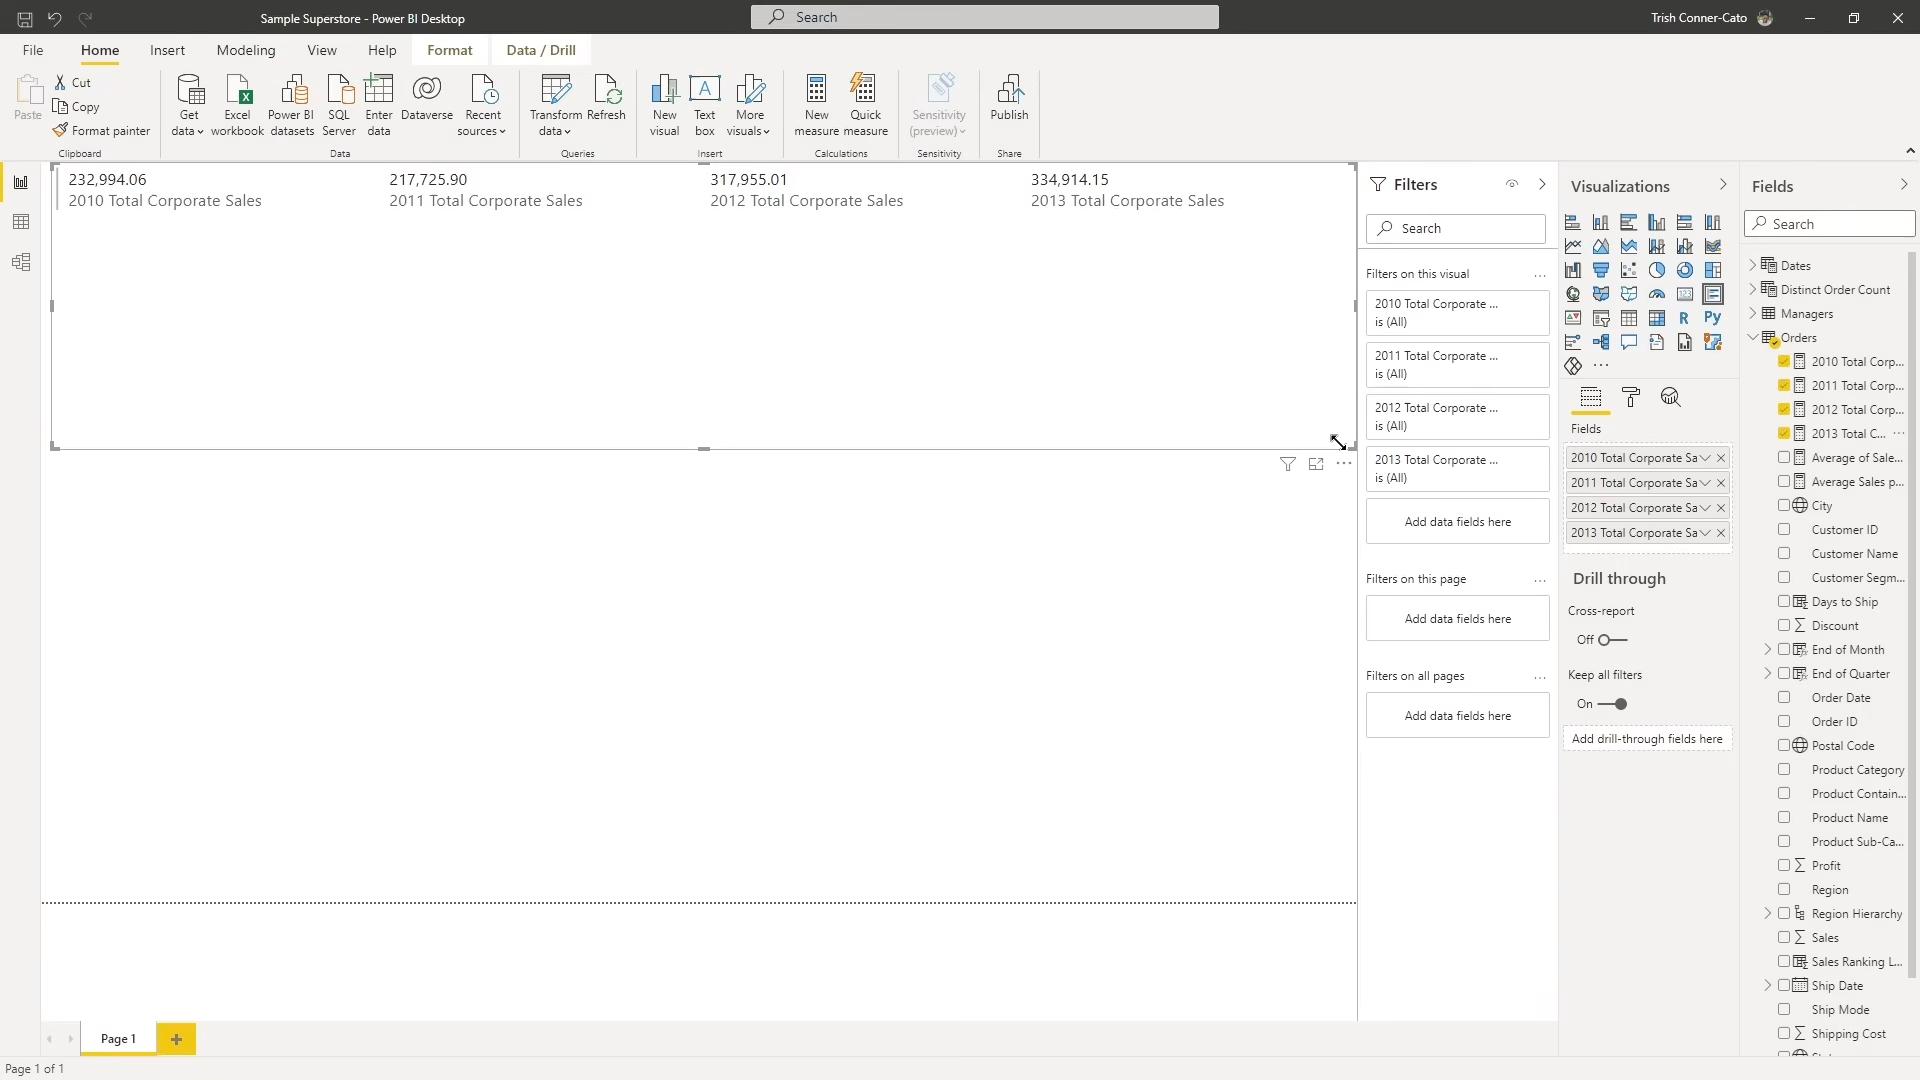 Sample Superstore - Power BI Desktop
Search
Trish Conner-Cato
File
Home
Insert
Modeling
View
Help
Format
Data / Drill
Paste
Cut
Copy
Format painter
Clipboard
Get data
Excel workbook
Power BI datasets
SQL Server
Enter data
Dataverse
Recent sources
Data
Transform data
Refresh
Queries
New visual
Text box
More visuals
Insert
New measure
Quick measure
Calculations
Sensitivity (preview)
Sensitivity
Publish
Share
232,994.06
2010 Total Corporate Sales
217,725.90
2011 Total Corporate Sales
317,955.01
2012 Total Corporate Sales
334,914.15
2013 Total Corporate Sales
Filters
Search
Filters on this visual
2010 Total Corporate ...
is (All)
2011 Total Corporate ...
is (All)
2012 Total Corporate ...
is (All)
2013 Total Corporate ...
is (All)
Add data fields here
Filters on this page
Add data fields here
Filters on all pages
Add data fields here
Visualizations
123
R
Py
Fields
2010 Total Corporate Sa
2011 Total Corporate Sa
2012 Total Corporate Sa
2013 Total Corporate Sa
Drill through
Cross-report
Off
Keep all filters
On
Add drill-through fields here
Fields
Search
Dates
Distinct Order Count
Managers
Orders
2010 Total Corp...
2011 Total Corp...
2012 Total Corp...
2013 Total C...
Average of Sale...
Average Sales p...
City
Customer ID
Customer Name
Customer Segm...
Days to Ship
Discount
End of Month
End of Quarter
Order Date
Order ID
Postal Code
Product Category
Product Contain...
Product Name
Product Sub-Ca...
Profit
Region
Region Hierarchy
Sales
Sales Ranking L...
Ship Date
Ship Mode
Shipping Cost
Page 1
Page 1 of 1